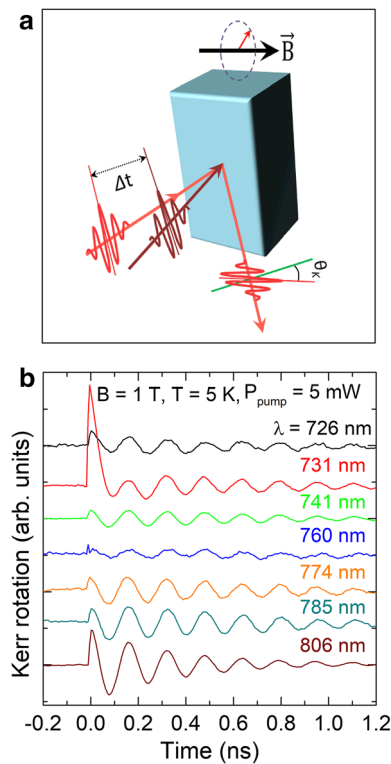 a
B
Δt
θK
b
B = 1 T, T = 5 K, Ppump = 5 mW
λ = 726 nm
731 nm
741 nm
760 nm
774 nm
785 nm
806 nm
Kerr rotation (arb. units)
-0.2 0.0 0.2 0.4 0.6 0.8 1.0 1.2
Time (ns)